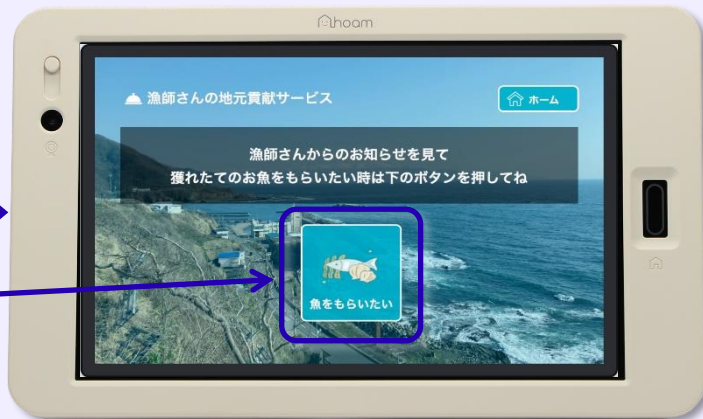 hoam
漁師さんの地元貢献サービス
ホーム
漁師さんからのお知らせを見て
獲れたてのお魚をもらいたい時は下のボタンを押してね
魚をもらいたい